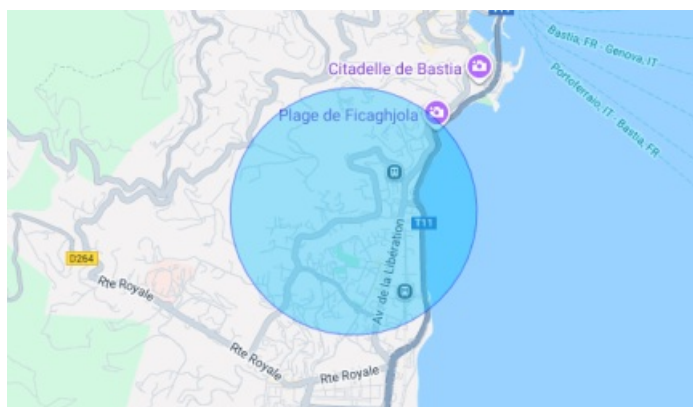 Bastia, FR - Genova, IT
Citadelle de Bastia
Portoferraio, IT - Bastia, FR
Plage de Ficaghjola
T11
Av. de la Libération
D264
Rte Royale
Rte Royale
Rte Royale